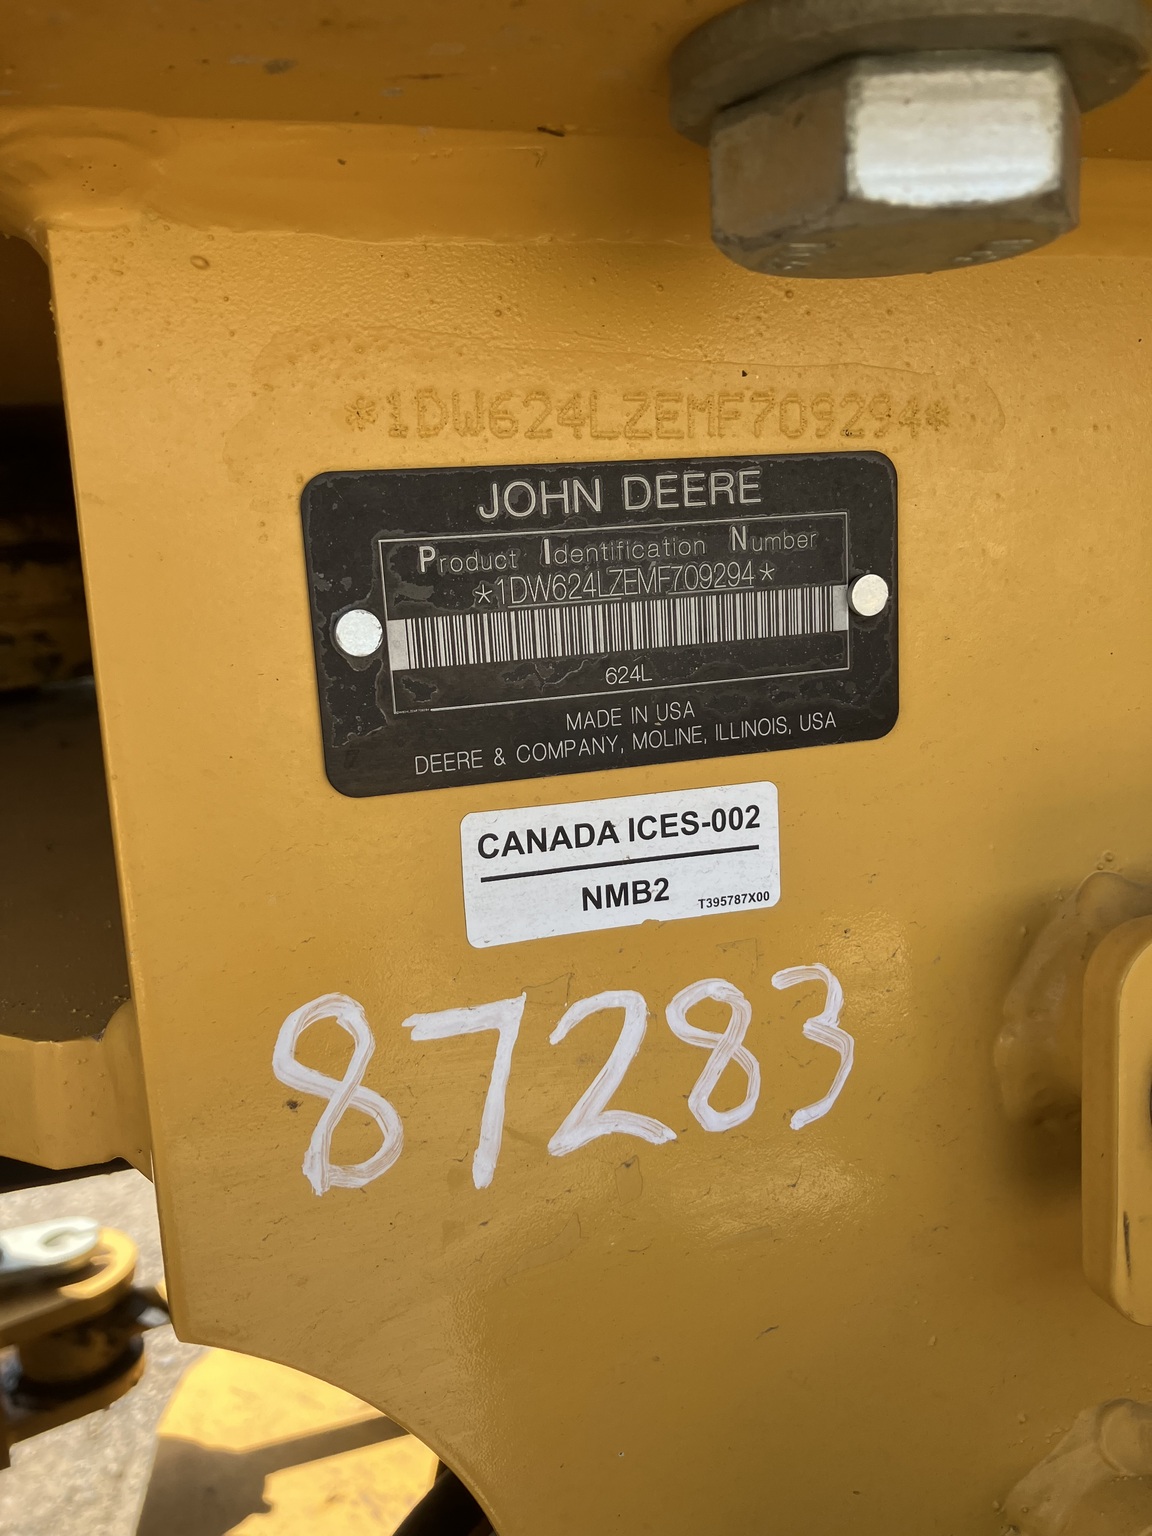 *1DW624LZEMF709294*
JOHN DEERE
Product Identification Number
*1DW624LZEMF709294*
624L
MADE IN USA
DEERE & COMPANY, MOLINE, ILLINOIS, USA
CANADA ICES-002
NMB2 T395787X00
87283